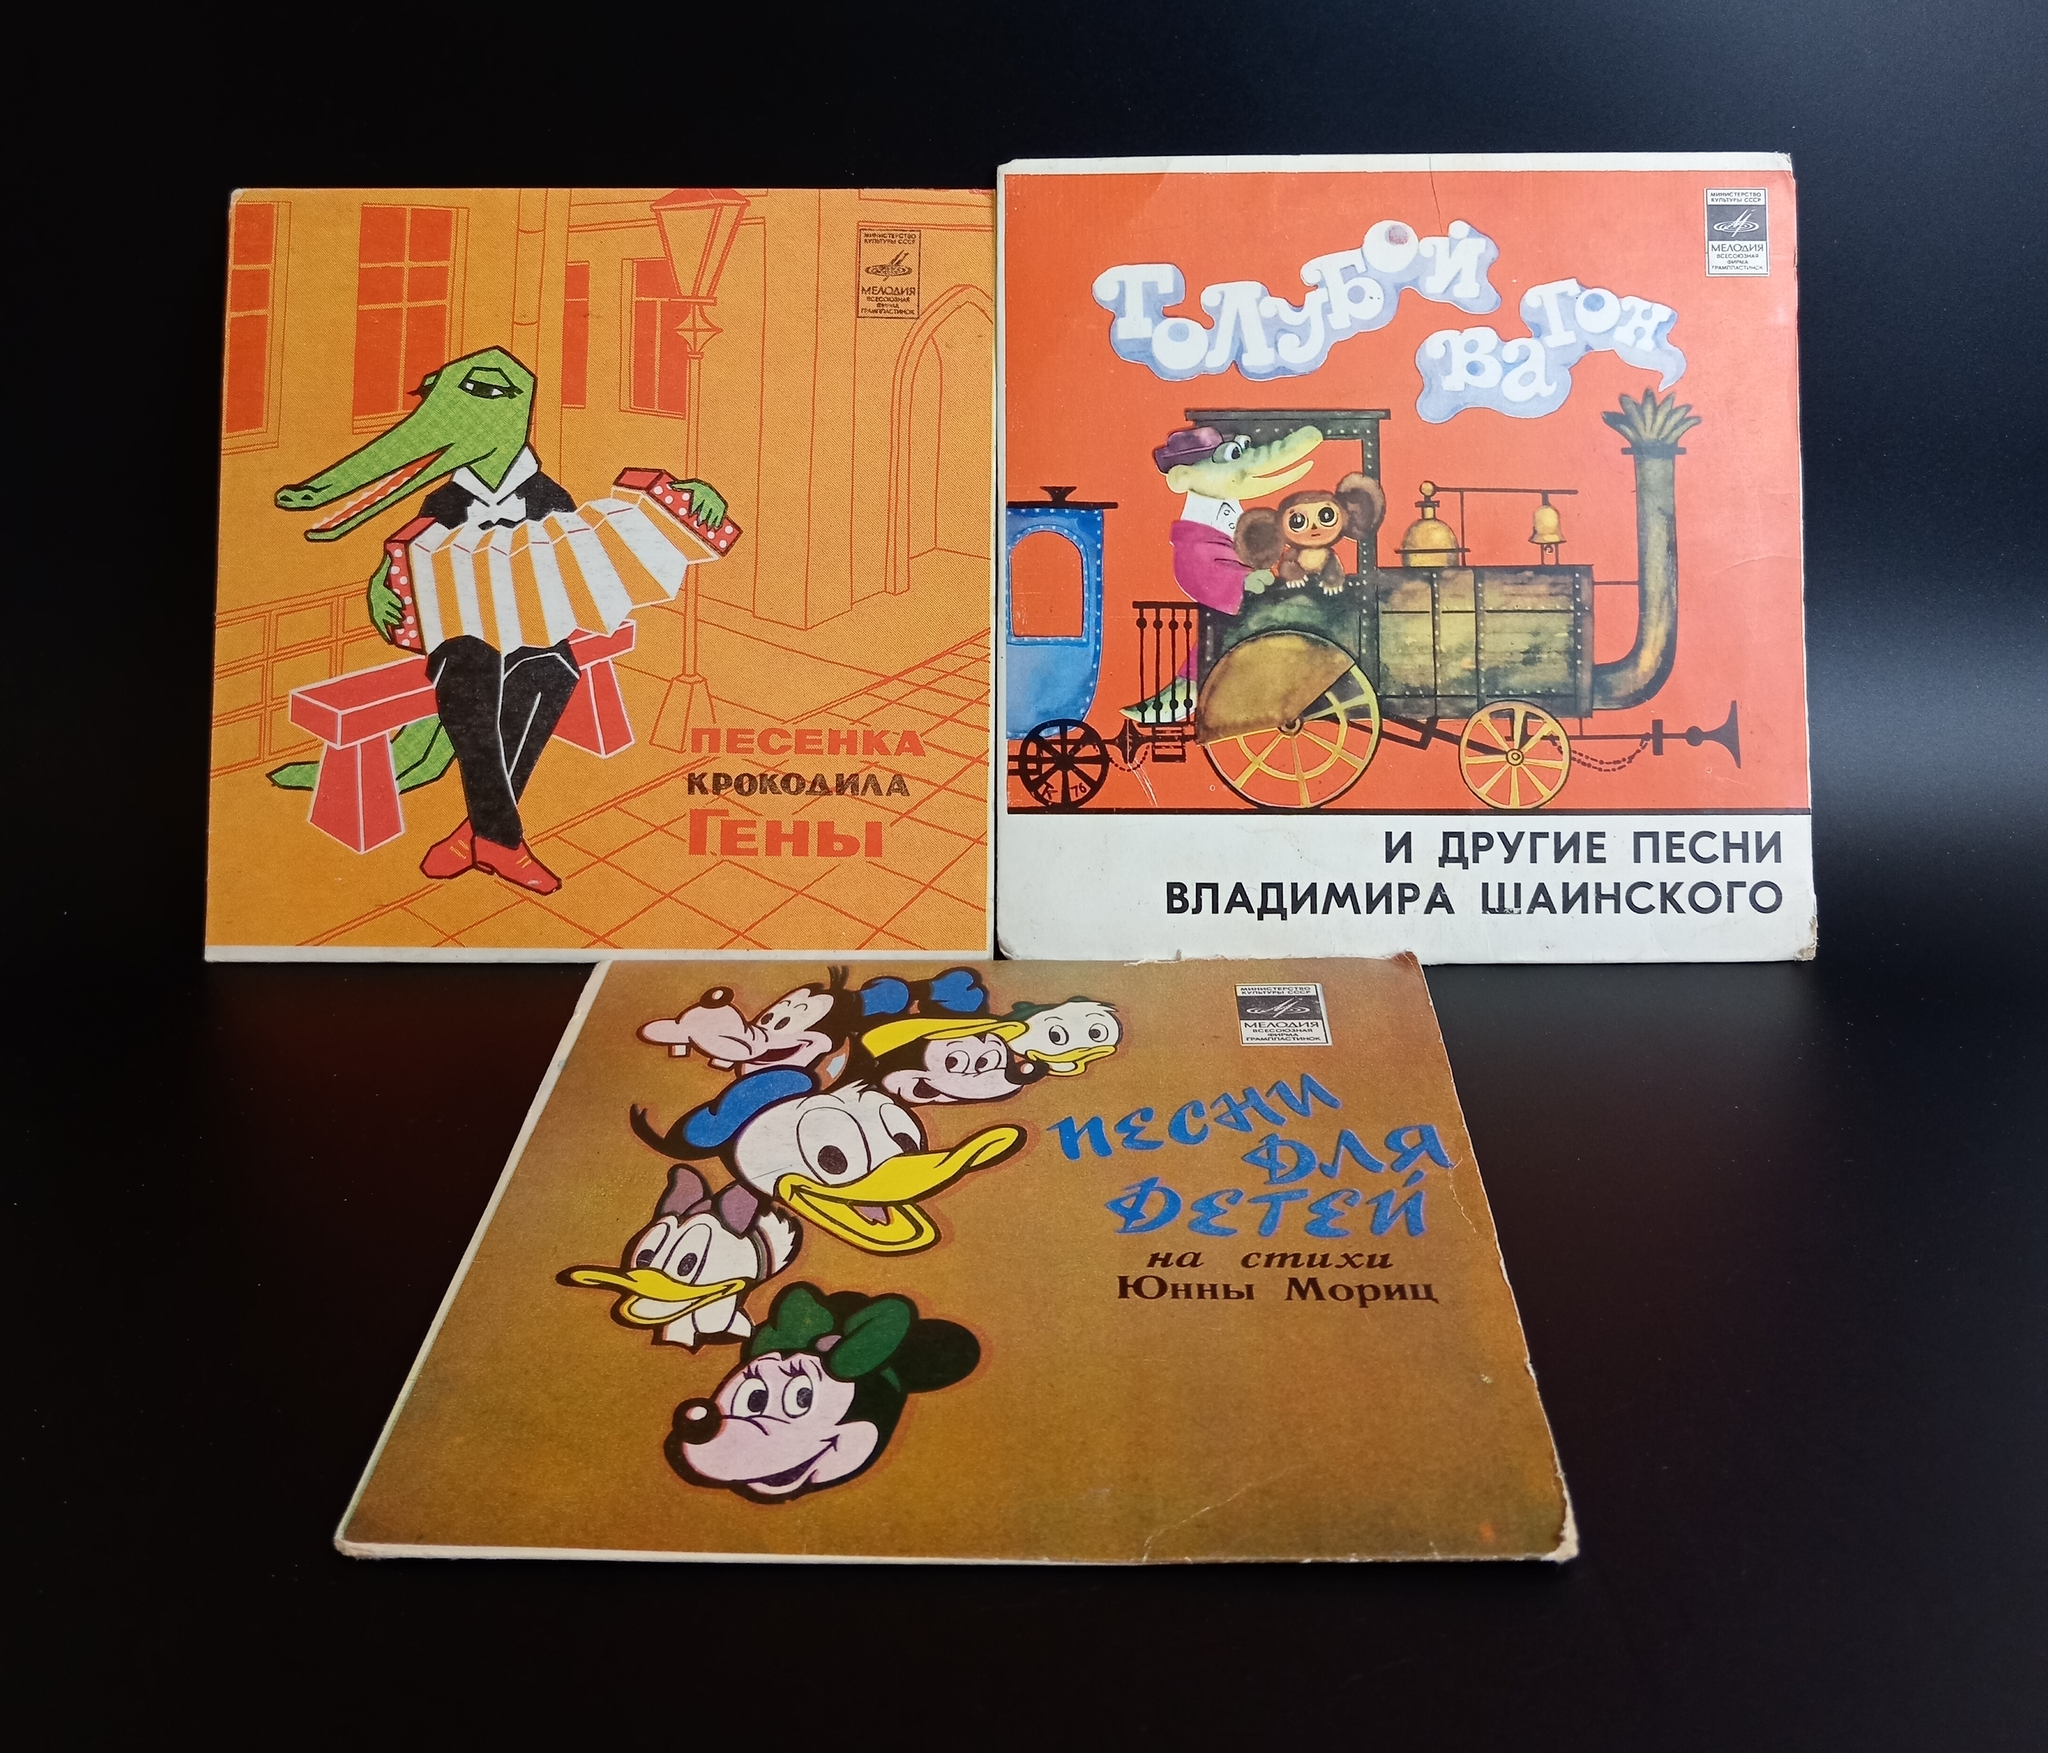 МИНИСТЕРСТВО
КУЛЬТУРЫ СССР
МЕЛОДИЯ
ВСЕСОЮЗНАЯ
ФИРМА
ГРАМПЛАСТИНОК
ПЕСЕНКА
КРОКОДИЛА
ГЕНЫ
МИНИСТЕРСТВО
КУЛЬТУРЫ СССР
МЕЛОДИЯ
ВСЕСОЮЗНАЯ
ФИРМА
ГРАМПЛАСТИНОК
ГОЛУБОЙ
ВАГОН
К 76
И ДРУГИЕ ПЕСНИ
ВЛАДИМИРА ШАИНСКОГО
МИНИСТЕРСТВО
КУЛЬТУРЫ СССР
МЕЛОДИЯ
ВСЕСОЮЗНАЯ
ФИРМА
ГРАМПЛАСТИНОК
ПЕСНИ
ДЛЯ
ДЕТЕЙ
на стихи
Юнны Мориц